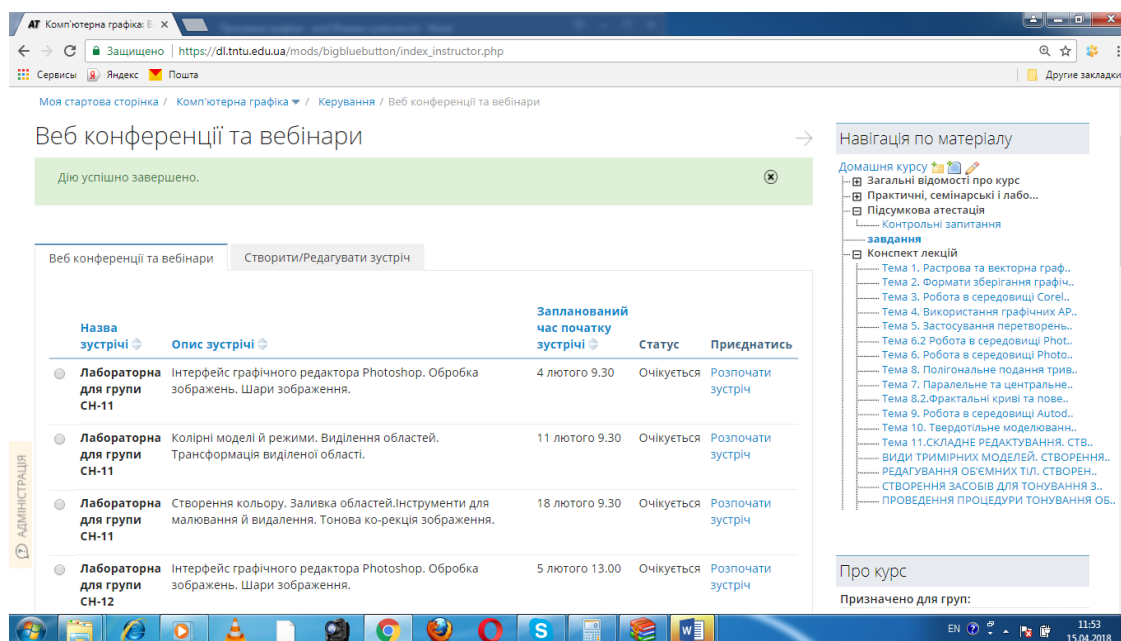 Комп'ютерна графіка: В
Защищено https://dl.tntu.edu.ua/mods/bigbluebutton/index_instructor.php
Сервисы Яндекс Пошта Другие закладки
Моя стартова сторінка / Комп'ютерна графіка / Керування / Веб конференції та вебінари
Веб конференції та вебінари
Дію успішно завершено.
Веб конференції та вебінари Створити/Редагувати зустріч
Назва зустрічі Опис зустрічі Запланований час початку зустрічі Статус Приєднатись
Лабораторна Інтерфейс графічного редактора Photoshop. Обробка 4 лютого 9.30 Очікується Розпочати
для групи зображень. Шари зображення. зустріч
СН-11
Лабораторна Колірні моделі й режими. Виділення областей. 11 лютого 9.30 Очікується Розпочати
для групи Трансформація виділеної області. зустріч
СН-11
Лабораторна Створення кольору. Заливка областей.Інструменти для 18 лютого 9.30 Очікується Розпочати
для групи малювання й видалення. Тонова ко-рекція зображення. зустріч
СН-11
Лабораторна Інтерфейс графічного редактора Photoshop. Обробка 5 лютого 13.00 Очікується Розпочати
для групи зображень. Шари зображення. зустріч
СН-12
АДМІНІСТРАЦІЯ
Навігація по матеріалу
Домашня курсу
Загальні відомості про курс
Практичні, семінарські і лабо...
Підсумкова атестація
Контрольні запитання
завдання
Конспект лекцій
Тема 1. Растрова та векторна граф..
Тема 2. Формати зберігання графіч..
Тема 3. Робота в середовищі Corel..
Тема 4. Використання графічних AP..
Тема 5. Застосування перетворень..
Тема 6.2 Робота в середовищі Phot..
Тема 6. Робота в середовищі Photo..
Тема 8. Полігональне подання трив..
Тема 7. Паралельне та центральне..
Тема 8.2.Фрактальні криві та пове..
Тема 9. Робота в середовищі Autod..
Тема 10. Твердотільне моделюванн..
Тема 11.СКЛАДНЕ РЕДАКТУВАННЯ. СТВ..
ВИДИ ТРИМІРНИХ МОДЕЛЕЙ. СТВОРЕННЯ..
РЕДАГУВАННЯ ОБ'ЄМНИХ ТІЛ. СТВОРЕН..
СТВОРЕННЯ ЗАСОБІВ ДЛЯ ТОНУВАННЯ З..
ПРОВЕДЕННЯ ПРОЦЕДУРИ ТОНУВАННЯ ОБ..
Про курс
Призначено для груп:
EN 11:53
15.04.2018